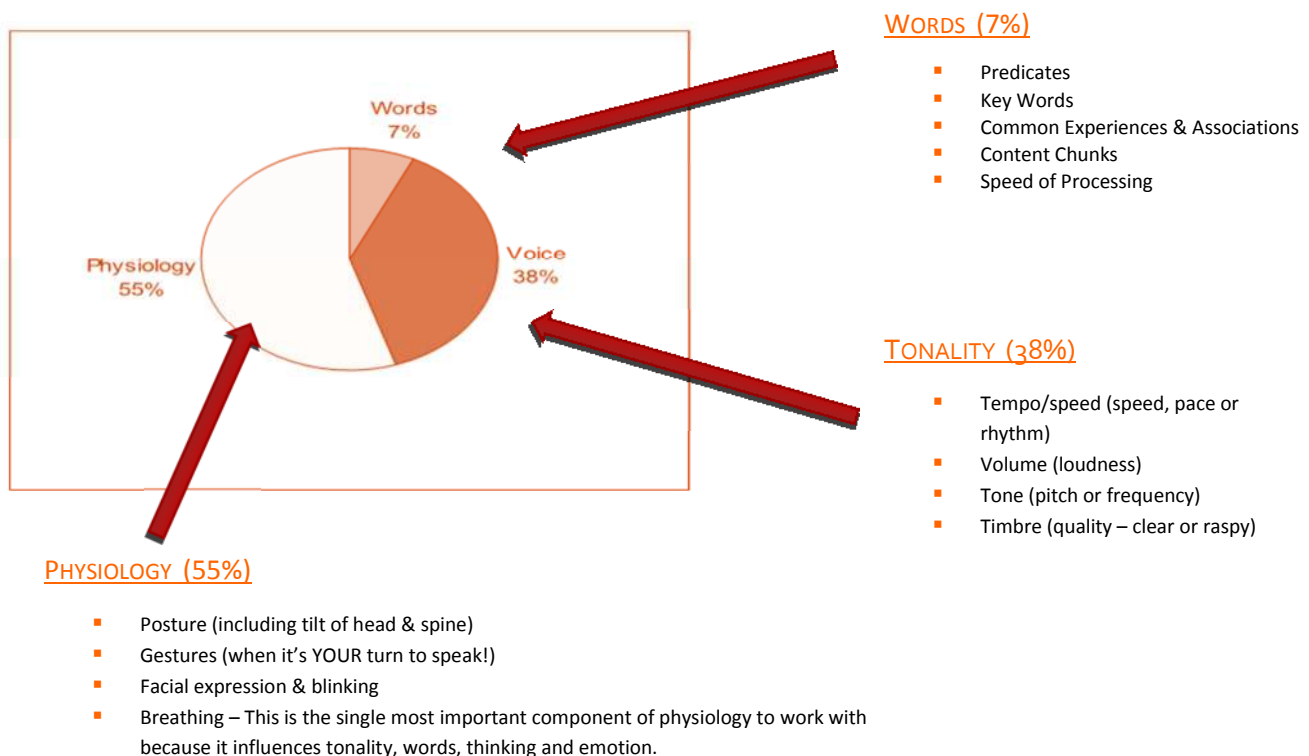 WORDS (7%)
▪ Predicates
▪ Key Words
▪ Common Experiences & Associations
▪ Content Chunks
▪ Speed of Processing
Words
7%
Voice
38%
Physiology
55%
TONALITY (38%)
▪ Tempo/speed (speed, pace or
rhythm)
▪ Volume (loudness)
▪ Tone (pitch or frequency)
▪ Timbre (quality – clear or raspy)
PHYSIOLOGY (55%)
▪ Posture (including tilt of head & spine)
▪ Gestures (when it's YOUR turn to speak!)
▪ Facial expression & blinking
▪ Breathing – This is the single most important component of physiology to work with
because it influences tonality, words, thinking and emotion.